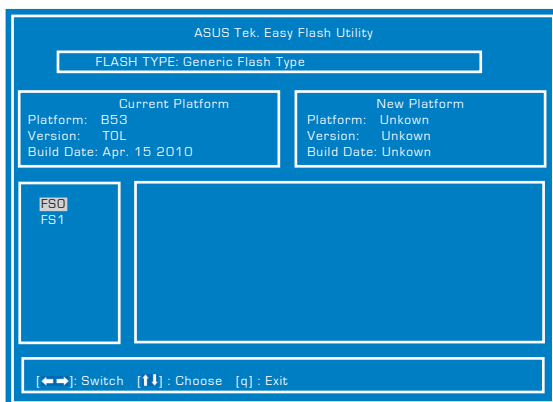 ASUS Tek. Easy Flash Utility
FLASH TYPE: Generic Flash Type
Current Platform
Platform: B53
Version: TOL
Build Date: Apr. 15 2010
New Platform
Platform: Unkown
Version: Unkown
Build Date: Unkown
FS0
FS1
[⬅➡]: Switch [⬆⬇] : Choose [q] : Exit